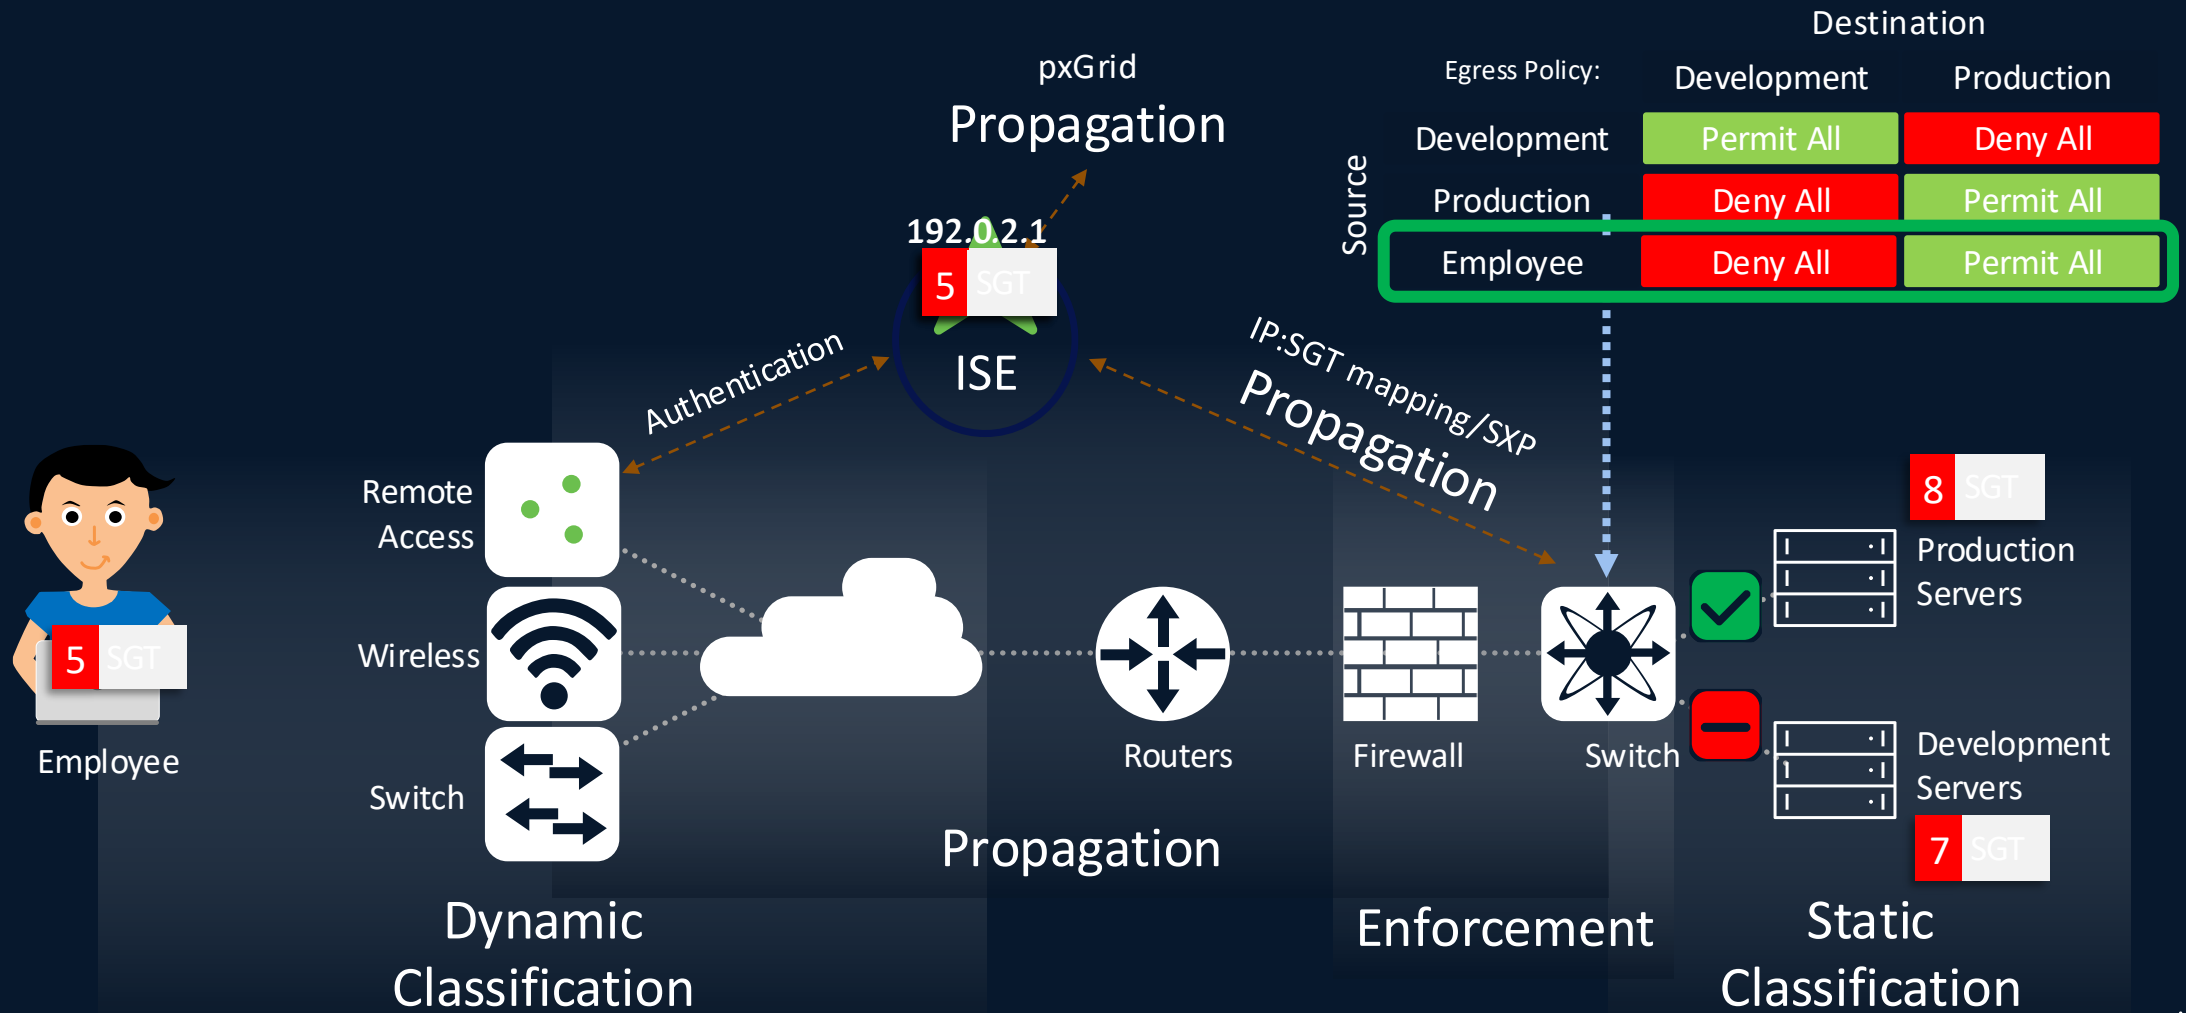 Destination
Egress Policy:
Development
Production
Source
Development
Permit All
Deny All
Production
Deny All
Permit All
Employee
Deny All
Permit All
pxGrid
Propagation
192.0.2.1
5 SGT
ISE
Authentication
IP:SGT mapping/SXP
Propagation
Remote
Access
Wireless
Switch
5 SGT
Employee
Routers
Firewall
Switch
8 SGT
Production
Servers
Development
Servers
7 SGT
Propagation
Dynamic
Classification
Enforcement
Static
Classification